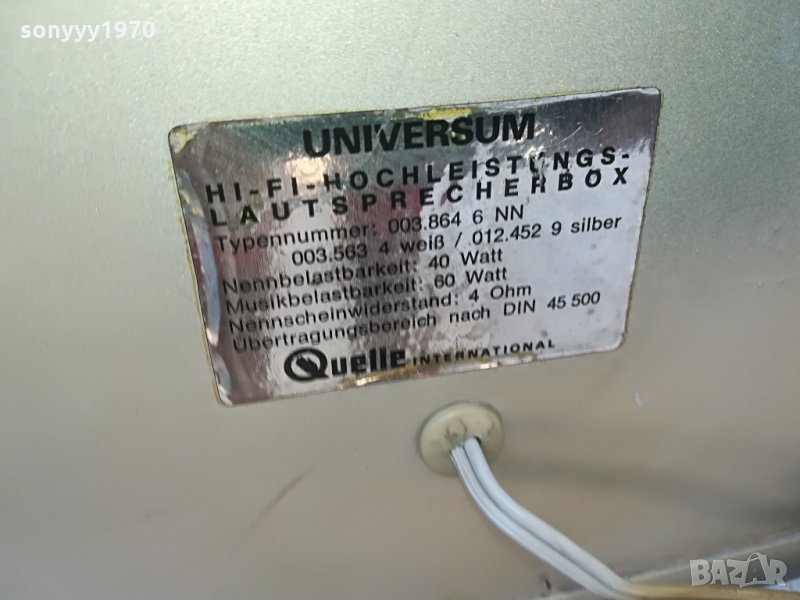 sonyyy1970
UNIVERSUM
HI-FI-HOCHLEISTUNGS-
LAUTSPRECHERBOX
Typennummer: 003.864 6 NN
003.563 4 weiß / 012.452 9 silber
Nennbelastbarkeit: 40 Watt
Musikbelastbarkeit: 60 Watt
Nennscheinwiderstand: 4 Ohm
Übertragungsbereich nach DIN 45 500
Quelle INTERNATIONAL
BAZAR